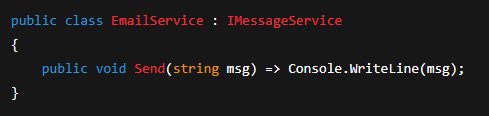 public class EmailService : IMessageService
{
    public void Send(string msg) => Console.WriteLine(msg);
}